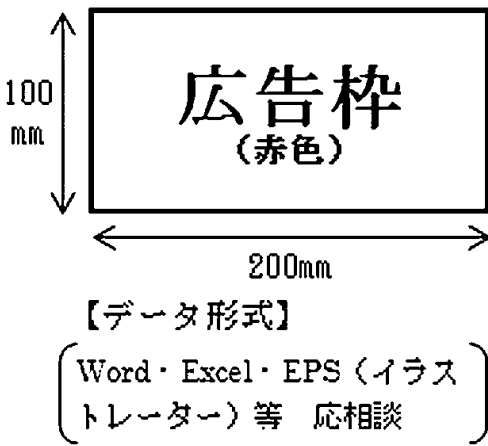 広告枠
(赤色)
100
mm
200mm
【データ形式】
Word・Excel・EPS(イラス
トレーター)等 応相談